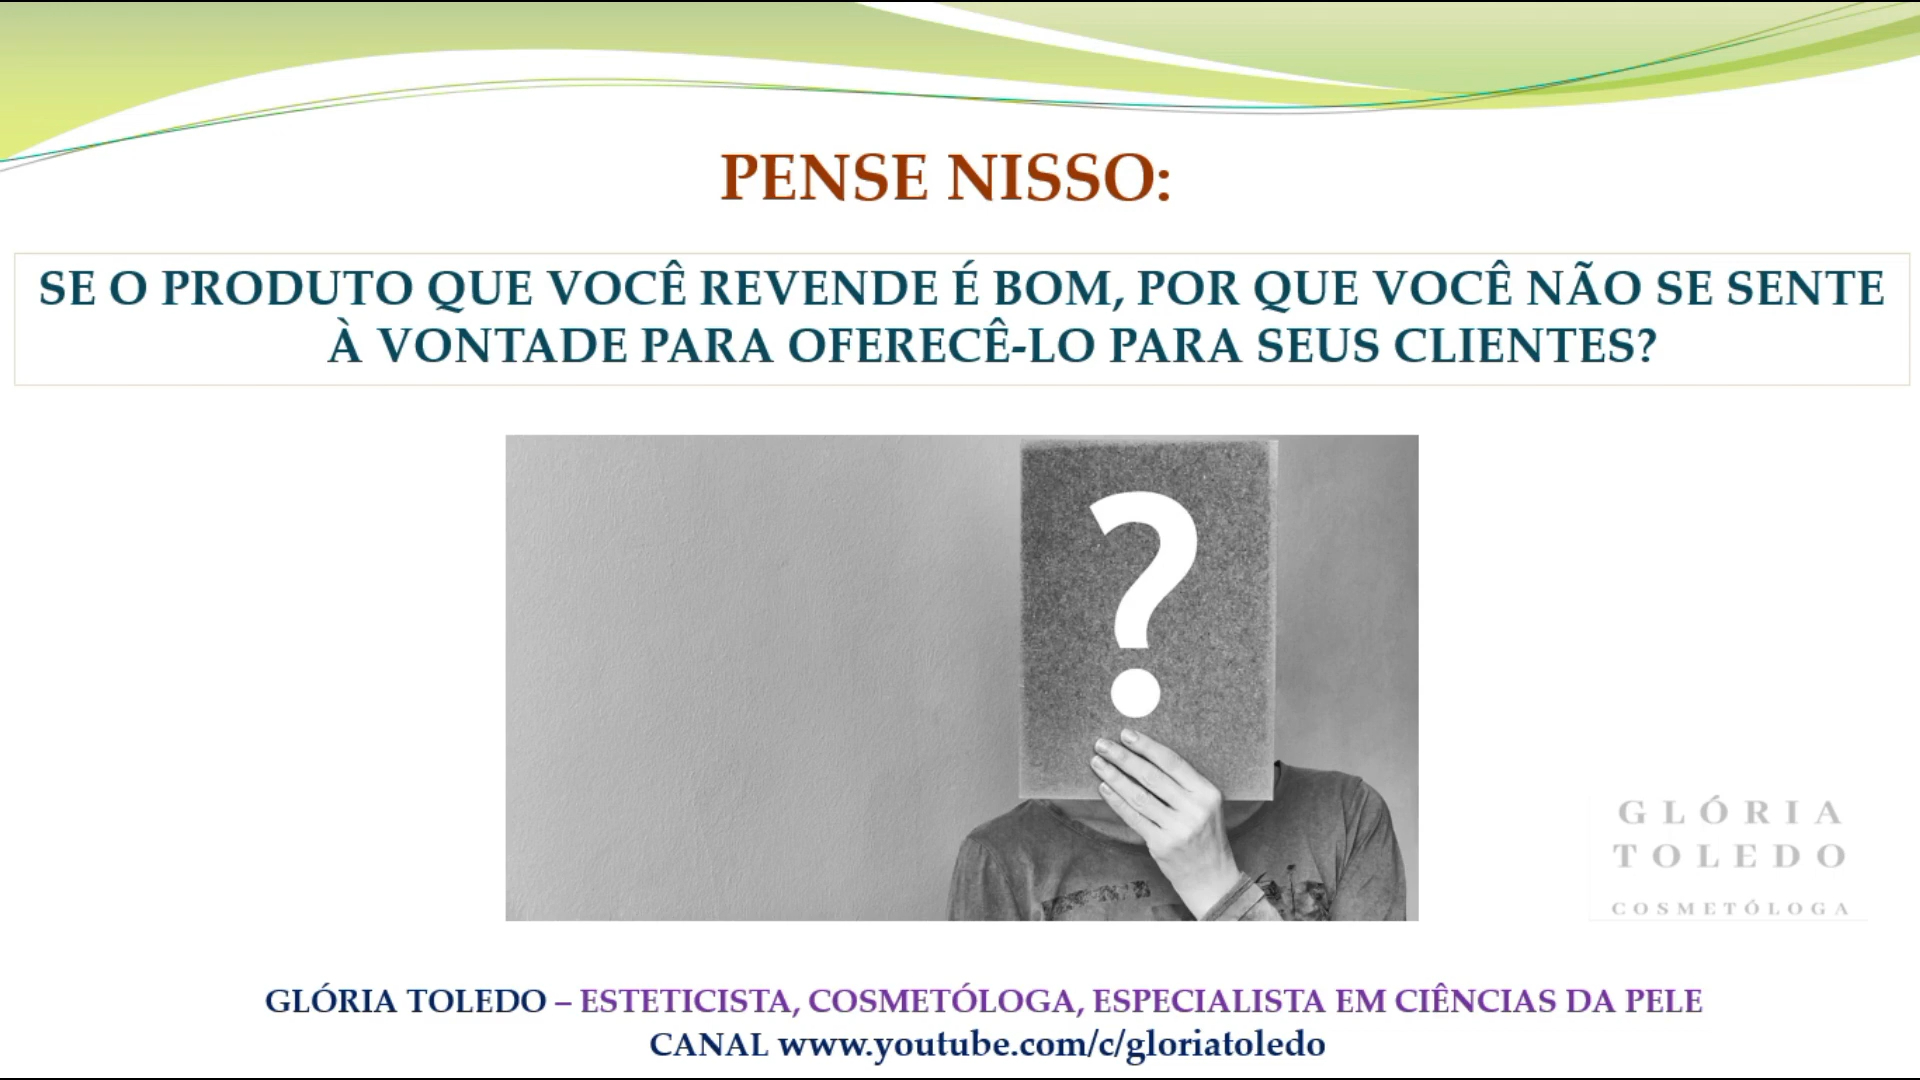 PENSE NISSO:
SE O PRODUTO QUE VOCÊ REVENDE É BOM, POR QUE VOCÊ NÃO SE SENTE
À VONTADE PARA OFERECÊ-LO PARA SEUS CLIENTES?
?
GLÓRIA
TOLEDO
COSMETÓLOGA
GLÓRIA TOLEDO – ESTETICISTA, COSMETÓLOGA, ESPECIALISTA EM CIÊNCIAS DA PELE
CANAL www.youtube.com/c/gloriatoledo